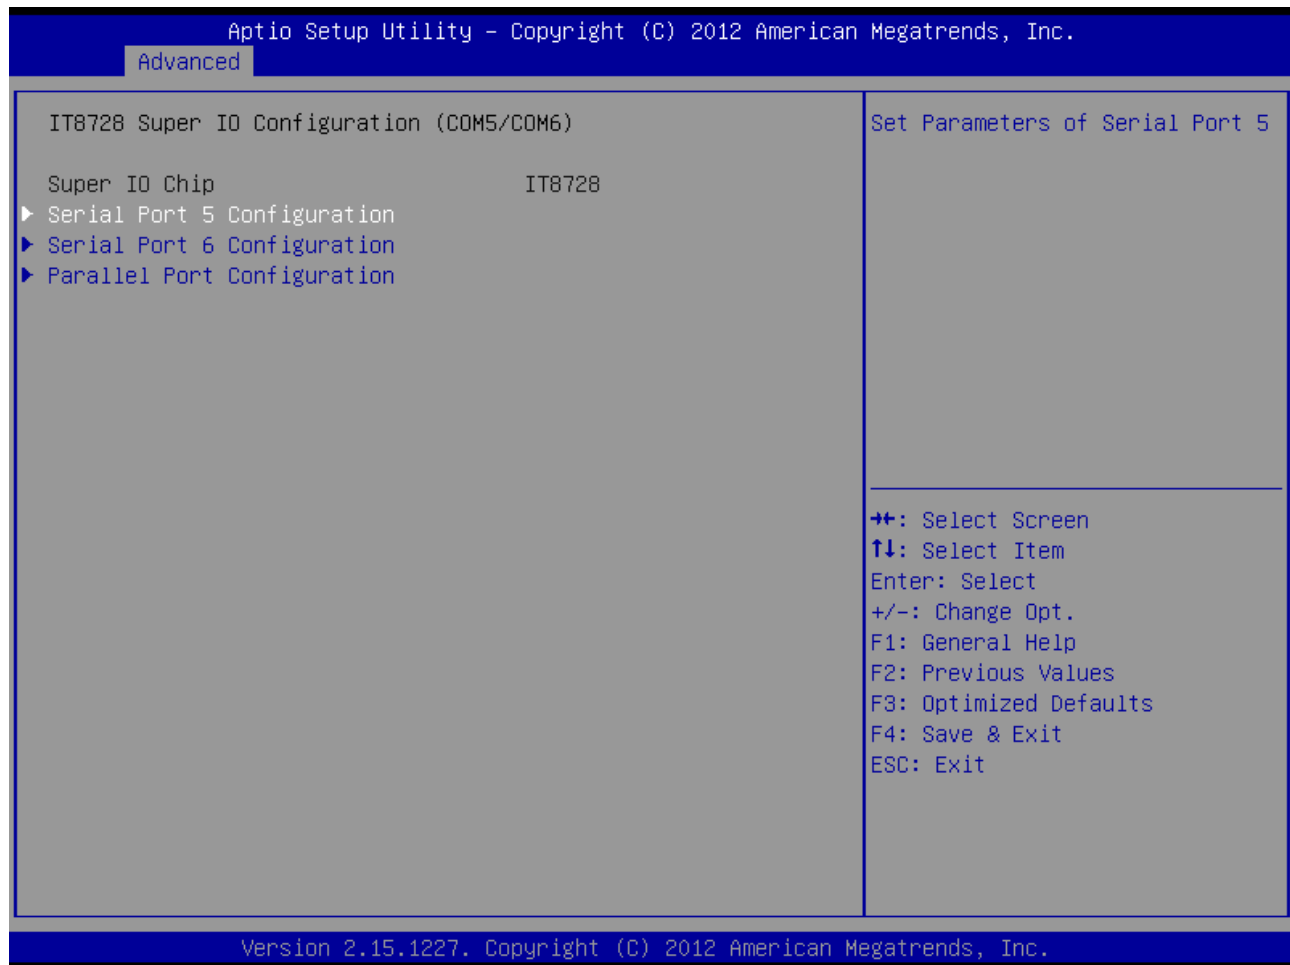 Aptio Setup Utility – Copyright (C) 2012 American Megatrends, Inc.
Advanced
IT8728 Super IO Configuration (COM5/COM6)
Super IO Chip IT8728
▶ Serial Port 5 Configuration
▶ Serial Port 6 Configuration
▶ Parallel Port Configuration
Set Parameters of Serial Port 5
→←: Select Screen
↑↓: Select Item
Enter: Select
+/-: Change Opt.
F1: General Help
F2: Previous Values
F3: Optimized Defaults
F4: Save & Exit
ESC: Exit
Version 2.15.1227. Copyright (C) 2012 American Megatrends, Inc.